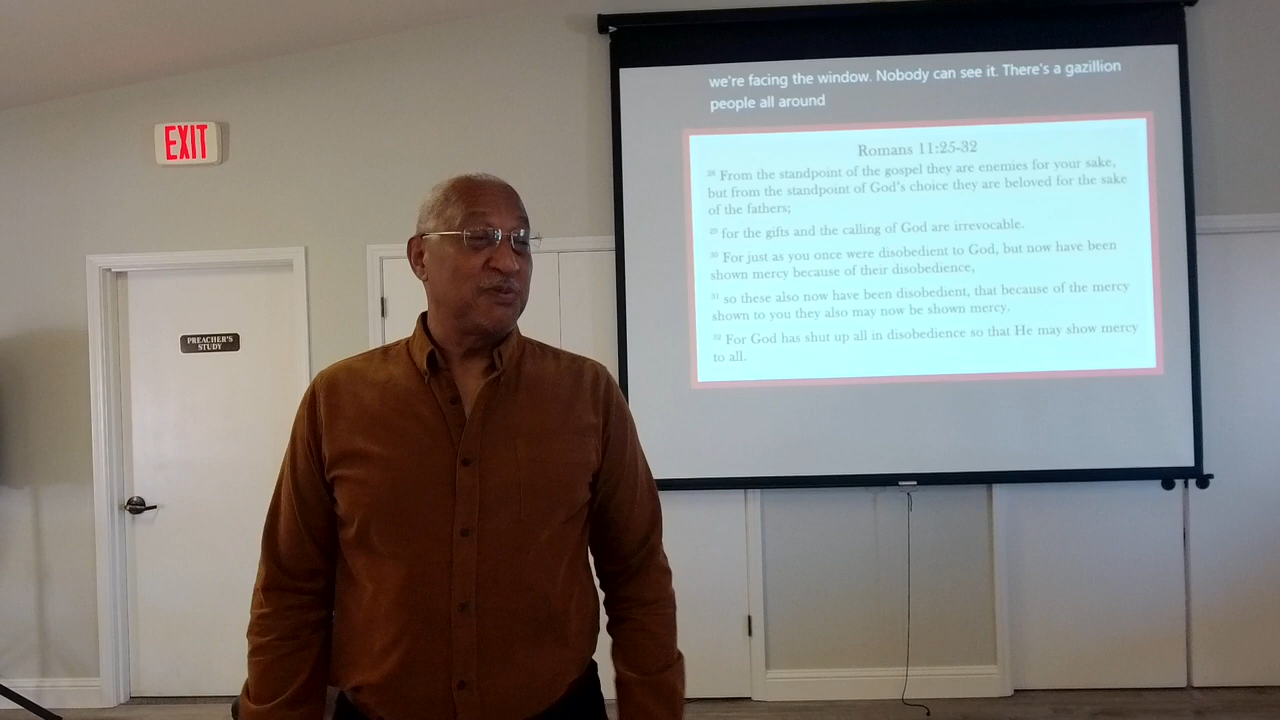 we're facing the window. Nobody can see it. There's a gazillion
people all around
EXIT
Romans 11:25-32
28 From the standpoint of the gospel they are enemies for your sake,
but from the standpoint of God's choice they are beloved for the sake
of the fathers;
29 for the gifts and the calling of God are irrevocable.
30 For just as you once were disobedient to God, but now have been
shown mercy because of their disobedience,
31 so these also now have been disobedient, that because of the mercy
shown to you they also may now be shown mercy.
32 For God has shut up all in disobedience so that He may show mercy
to all.
PREACHER'S
STUDY